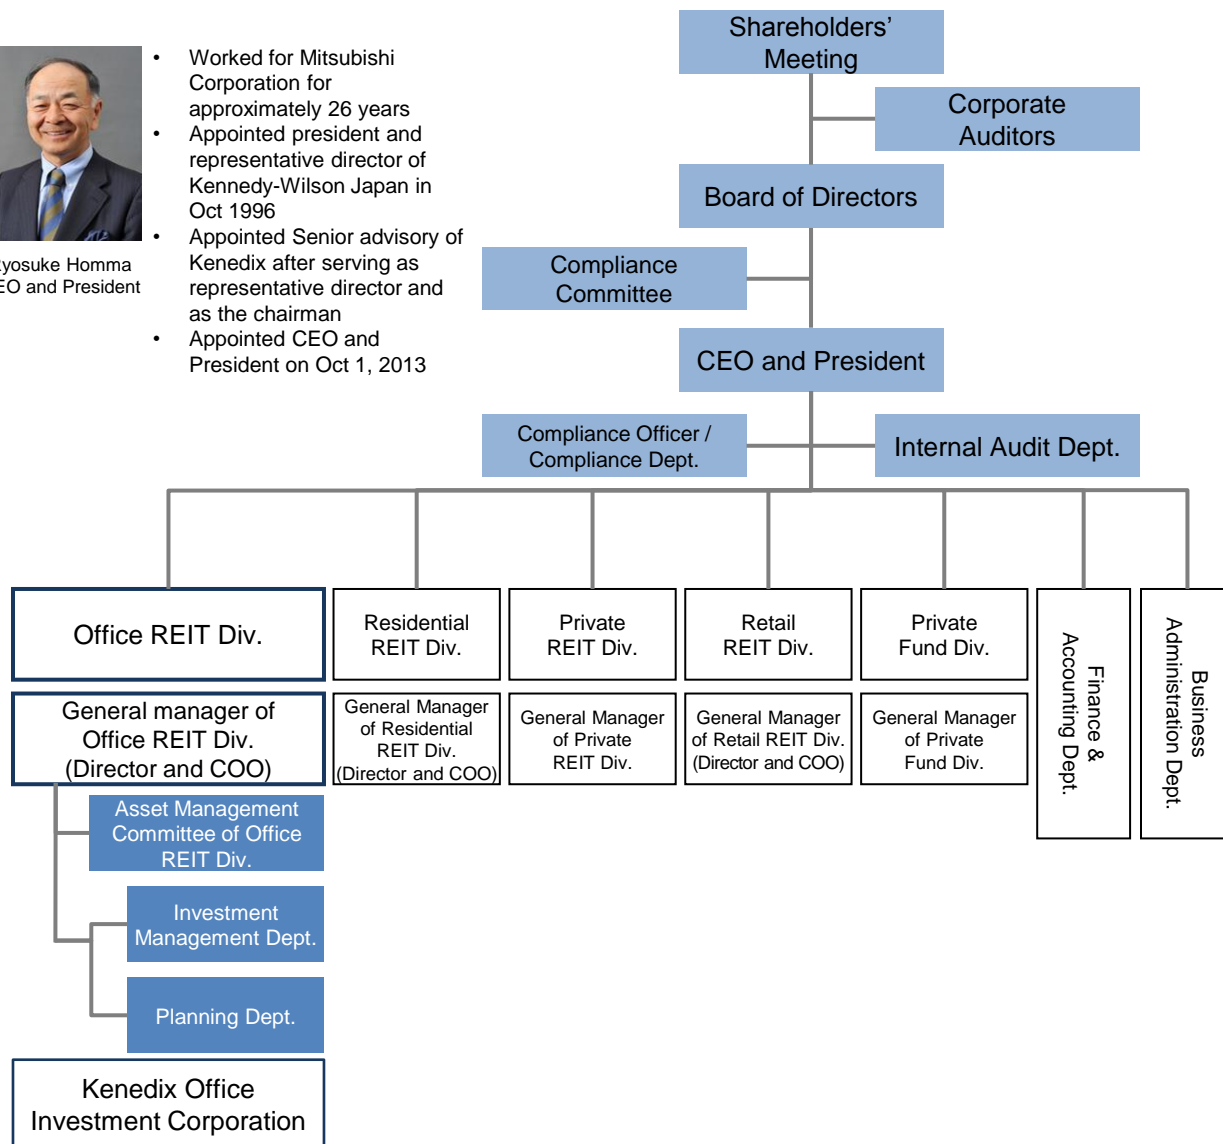 • Worked for Mitsubishi
Corporation for
approximately 26 years
• Appointed president and
representative director of
Kennedy-Wilson Japan in
Oct 1996
• Appointed Senior advisory of
Kenedix after serving as
representative director and
as the chairman
• Appointed CEO and
President on Oct 1, 2013
yosuke Homma
EO and President
Shareholders’
Meeting
Corporate
Auditors
Board of Directors
Compliance
Committee
CEO and President
Compliance Officer /
Compliance Dept.
Internal Audit Dept.
Office REIT Div.
Residential
REIT Div.
Private
REIT Div.
Retail
REIT Div.
Private
Fund Div.
Finance &
Accounting Dept.
Business
Administration Dept.
General manager of
Office REIT Div.
(Director and COO)
General Manager
of Residential
REIT Div.
(Director and COO)
General Manager
of Private
REIT Div.
General Manager
of Retail REIT Div.
(Director and COO)
General Manager
of Private
Fund Div.
Asset Management
Committee of Office
REIT Div.
Investment
Management Dept.
Planning Dept.
Kenedix Office
Investment Corporation